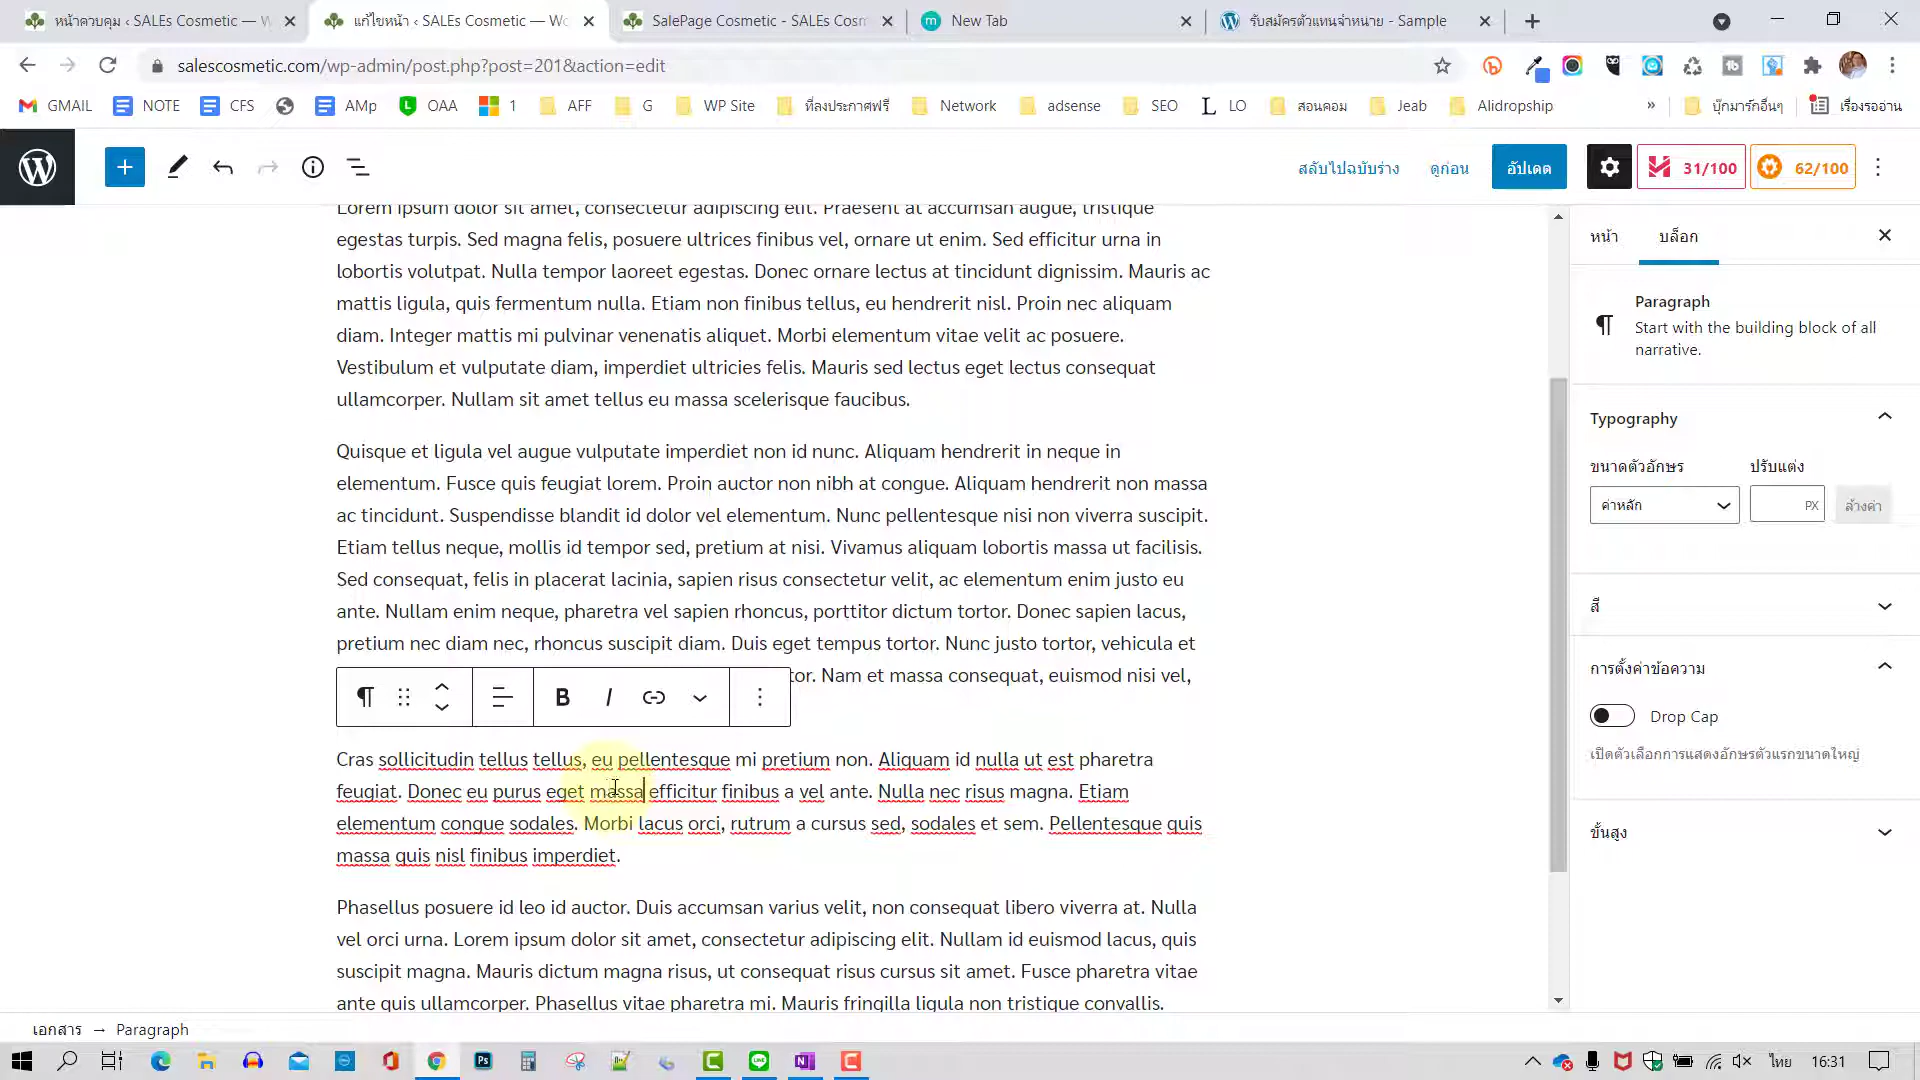 หน้าควบคุม ‹ SALEs Cosmetic — W
แก้ไขหน้า ‹ SALEs Cosmetic — Wo
SalePage Cosmetic - SALEs Cosm
New Tab
รับสมัครตัวแทนจำหน่าย - Sample
salescosmetic.com/wp-admin/post.php?post=201&action=edit
GMAIL NOTE CFS AMp OAA 1 AFF G WP Site ที่ลงประกาศฟรี Network adsense SEO LO สอนคอม Jeab Alidropship » บุ๊กมาร์กอื่นๆ เรื่องรออ่าน
สลับไปฉบับร่าง ดูก่อน อัปเดต 31/100 62/100
Lorem ipsum dolor sit amet, consectetur adipiscing elit. Praesent at accumsan augue, tristique
egestas turpis. Sed magna felis, posuere ultrices finibus vel, ornare ut enim. Sed efficitur urna in
lobortis volutpat. Nulla tempor laoreet egestas. Donec ornare lectus at tincidunt dignissim. Mauris ac
mattis ligula, quis fermentum nulla. Etiam non finibus tellus, eu hendrerit nisl. Proin nec aliquam
diam. Integer mattis mi pulvinar venenatis aliquet. Morbi elementum vitae velit ac posuere.
Vestibulum et vulputate diam, imperdiet ultricies felis. Mauris sed lectus eget lectus consequat
ullamcorper. Nullam sit amet tellus eu massa scelerisque faucibus.
Quisque et ligula vel augue vulputate imperdiet non id nunc. Aliquam hendrerit in neque in
elementum. Fusce quis feugiat lorem. Proin auctor non nibh at congue. Aliquam hendrerit non massa
ac tincidunt. Suspendisse blandit id dolor vel elementum. Nunc pellentesque nisi non viverra suscipit.
Etiam tellus neque, mollis id tempor sed, pretium at nisi. Vivamus aliquam lobortis massa ut facilisis.
Sed consequat, felis in placerat lacinia, sapien risus consectetur velit, ac elementum enim justo eu
ante. Nullam enim neque, pharetra vel sapien rhoncus, porttitor dictum tortor. Donec sapien lacus,
pretium nec diam nec, rhoncus suscipit diam. Duis eget tempus tortor. Nunc justo tortor, vehicula et
tor. Nam et massa consequat, euismod nisi vel,
B I
Cras sollicitudin tellus tellus, eu pellentesque mi pretium non. Aliquam id nulla ut est pharetra
feugiat. Donec eu purus eget massa efficitur finibus a vel ante. Nulla nec risus magna. Etiam
elementum congue sodales. Morbi lacus orci, rutrum a cursus sed, sodales et sem. Pellentesque quis
massa quis nisl finibus imperdiet.
Phasellus posuere id leo id auctor. Duis accumsan varius velit, non consequat libero viverra at. Nulla
vel orci urna. Lorem ipsum dolor sit amet, consectetur adipiscing elit. Nullam id euismod lacus, quis
suscipit magna. Mauris dictum magna risus, ut consequat risus cursus sit amet. Fusce pharetra vitae
ante quis ullamcorper. Phasellus vitae pharetra mi. Mauris fringilla ligula non tristique convallis.
หน้า บล็อก
Paragraph
Start with the building block of all
narrative.
Typography
ขนาดตัวอักษร ปรับแต่ง
ค่าหลัก PX ล้างค่า
สี
การตั้งค่าข้อความ
Drop Cap
เปิดตัวเลือกการแสดงอักษรตัวแรกขนาดใหญ่
ขั้นสูง
เอกสาร → Paragraph
ไทย 16:31